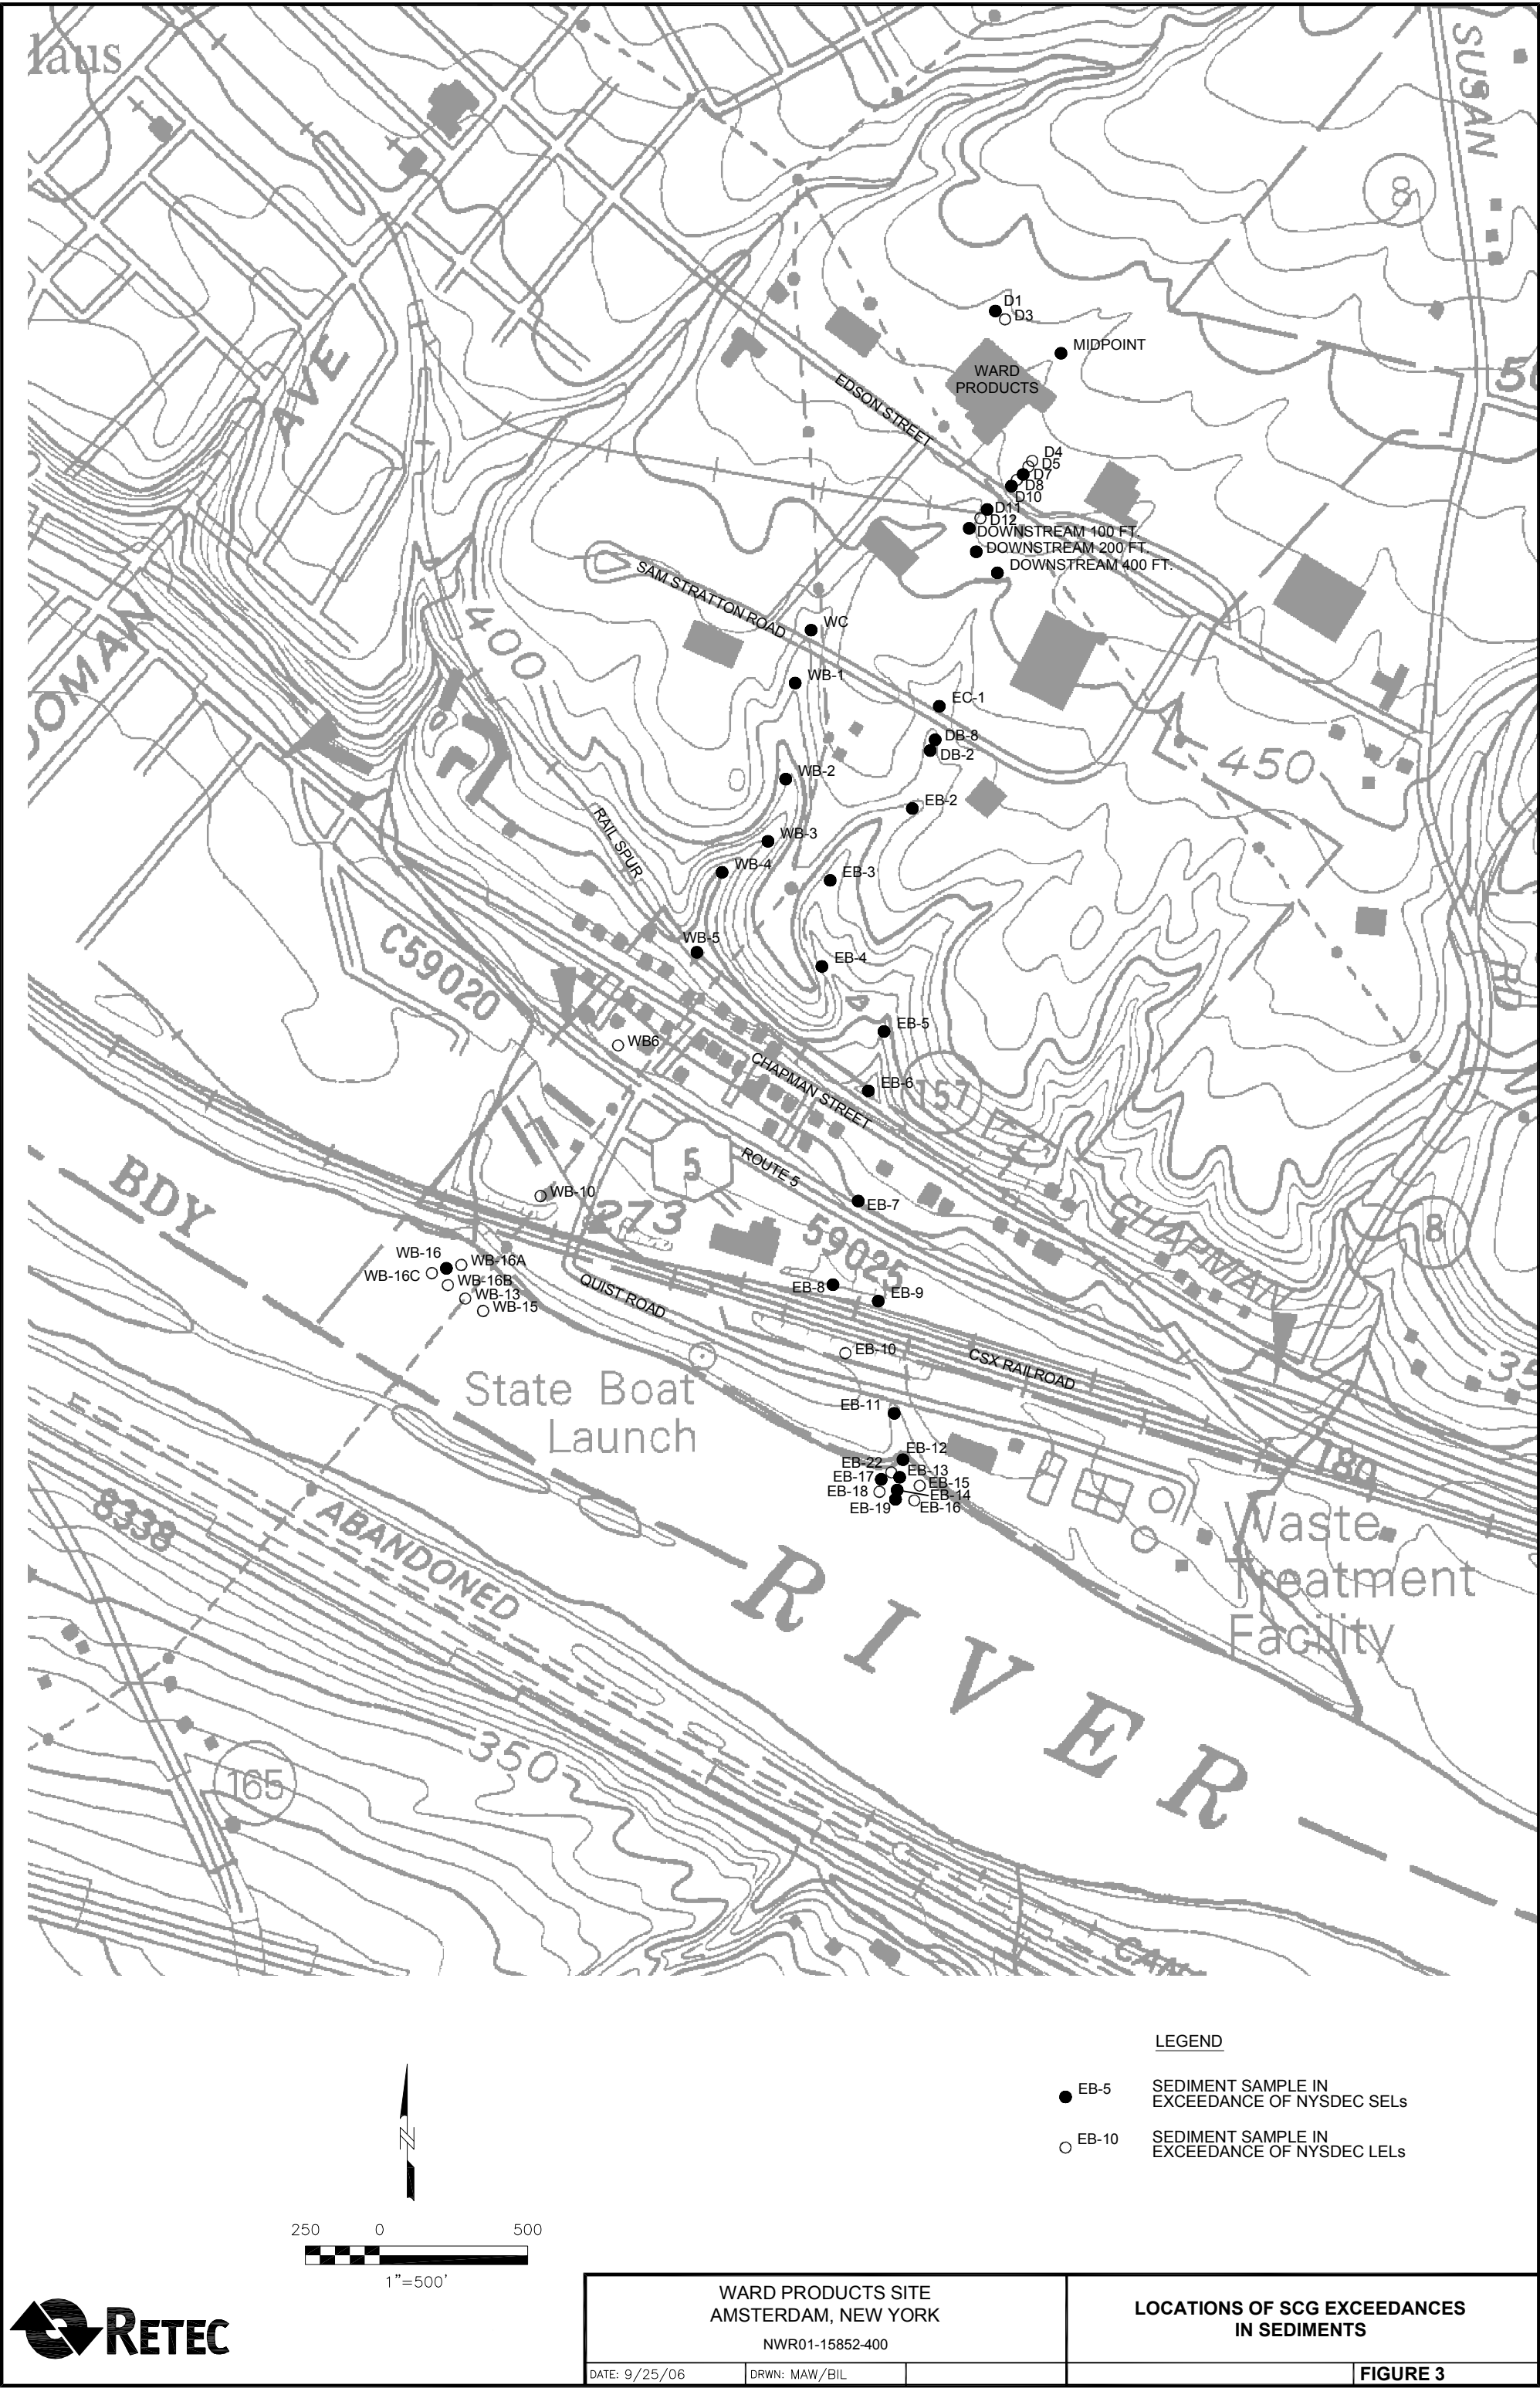 laus
SUSAN
8
D1
D3
MIDPOINT
WARD
PRODUCTS
50
AVE
EDSON STREET
D4
D5
D7
D8
D10
D11
D12
DOWNSTREAM 100 FT.
DOWNSTREAM 200 FT.
DOWNSTREAM 400 FT.
SAM STRATTON ROAD
WC
400
OMAN
WB-1
EC-1
DB-8
DB-2
450
WB-2
EB-2
RAIL SPUR
WB-3
WB-4
EB-3
WB-5
C59020
EB-4
RD
4
EB-5
WB6
CHAPMAN STREET
EB-6
157
5
ROUTE 5
BDY
WB-10
EB-7
CHAPMAN
273
8
59025
WB-16
WB-16A
WB-16C
WB-16B
WB-13
WB-15
QUIST ROAD
EB-8
EB-9
EB-10
CSX RAILROAD
35
State Boat
Launch
EB-11
EB-12
EB-22
EB-13
EB-17
EB-15
EB-18
EB-14
EB-19
EB-16
180
8338
ABANDONED
Waste
Treatment
Facility
RIVER
350
165
CAN
LEGEND
EB-5
SEDIMENT SAMPLE IN
EXCEEDANCE OF NYSDEC SELs
EB-10
SEDIMENT SAMPLE IN
EXCEEDANCE OF NYSDEC LELs
N
250 0 500
1"=500'
RETEC
WARD PRODUCTS SITE
AMSTERDAM, NEW YORK
NWR01-15852-400
DATE: 9/25/06
DRWN: MAW/BIL
LOCATIONS OF SCG EXCEEDANCES
IN SEDIMENTS
FIGURE 3